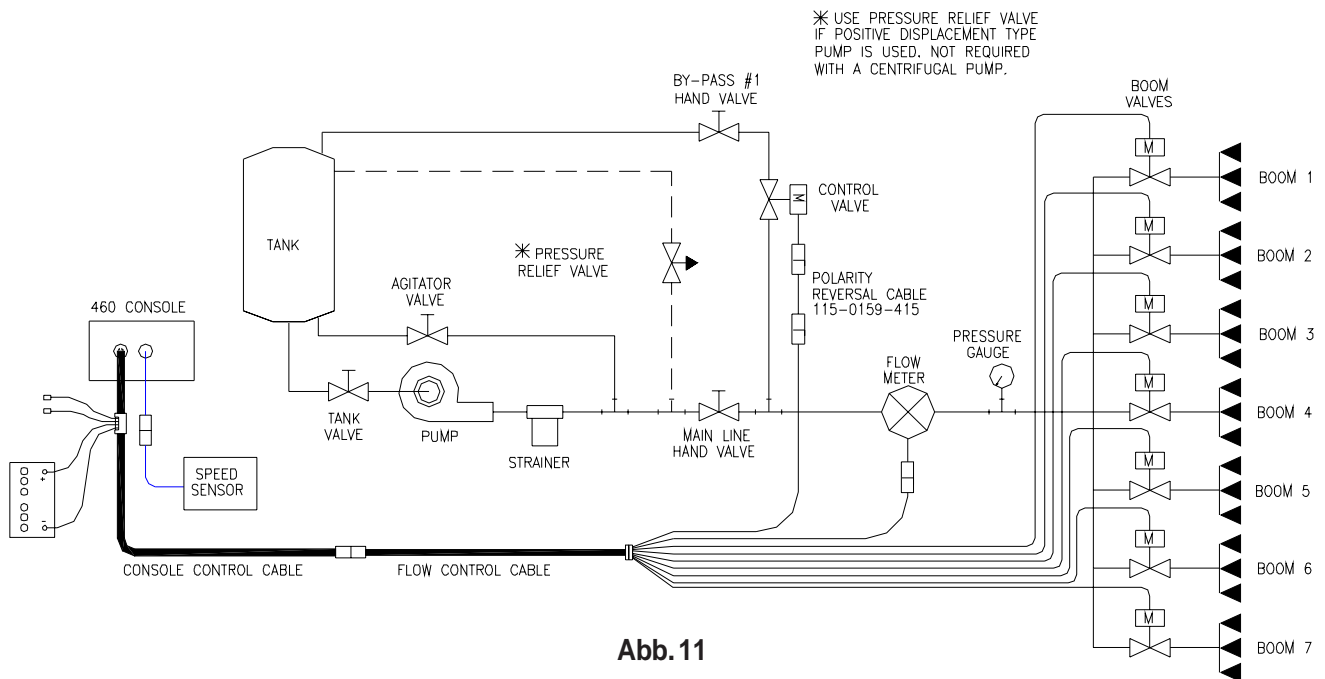 ✳ USE PRESSURE RELIEF VALVE
IF POSITIVE DISPLACEMENT TYPE
PUMP IS USED. NOT REQUIRED
WITH A CENTRIFUGAL PUMP.
BY-PASS #1
HAND VALVE
BOOM
VALVES
M
BOOM 1
TANK
M
CONTROL
VALVE
M
BOOM 2
✳ PRESSURE
RELIEF VALVE
AGITATOR
VALVE
POLARITY
REVERSAL CABLE
115-0159-415
460 CONSOLE
M
BOOM 3
PRESSURE
GAUGE
FLOW
METER
M
BOOM 4
TANK
VALVE
PUMP
STRAINER
MAIN LINE
HAND VALVE
+
-
SPEED
SENSOR
M
BOOM 5
M
BOOM 6
CONSOLE CONTROL CABLE
FLOW CONTROL CABLE
M
BOOM 7
Abb.11